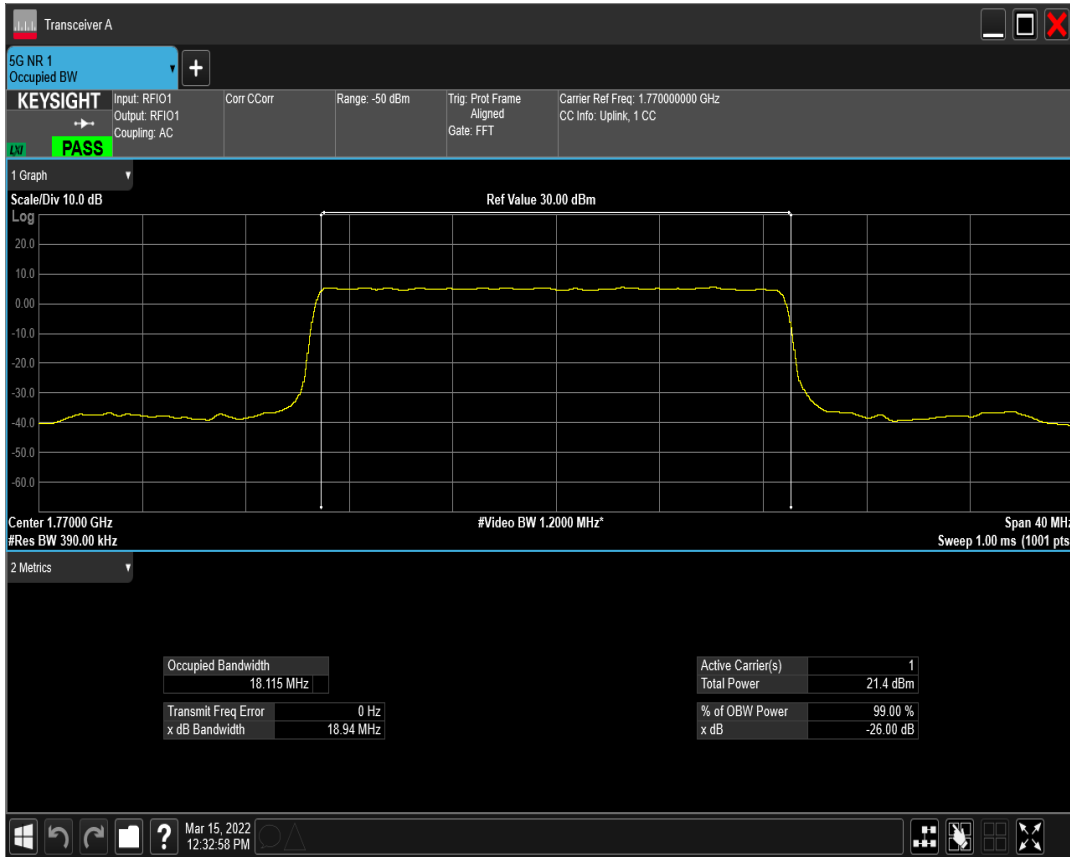 Transceiver A
5G NR 1
Occupied BW
+
KEYSIGHT
LXI
PASS
Input: RFIO1
Output: RFIO1
Coupling: AC
Corr CCorr
Range: -50 dBm
Trig: Prot Frame
Aligned
Gate: FFT
Carrier Ref Freq: 1.770000000 GHz
CC Info: Uplink, 1 CC
1 Graph
Scale/Div 10.0 dB
Ref Value 30.00 dBm
Log
20.0
10.0
0.00
-10.0
-20.0
-30.0
-40.0
-50.0
-60.0
Center 1.77000 GHz
#Video BW 1.2000 MHz*
Span 40 MHz
#Res BW 390.00 kHz
Sweep 1.00 ms (1001 pts
2 Metrics
Occupied Bandwidth
18.115 MHz
Transmit Freq Error 0 Hz
x dB Bandwidth 18.94 MHz
Active Carrier(s) 1
Total Power 21.4 dBm
% of OBW Power 99.00 %
x dB -26.00 dB
?
Mar 15, 2022
12:32:58 PM